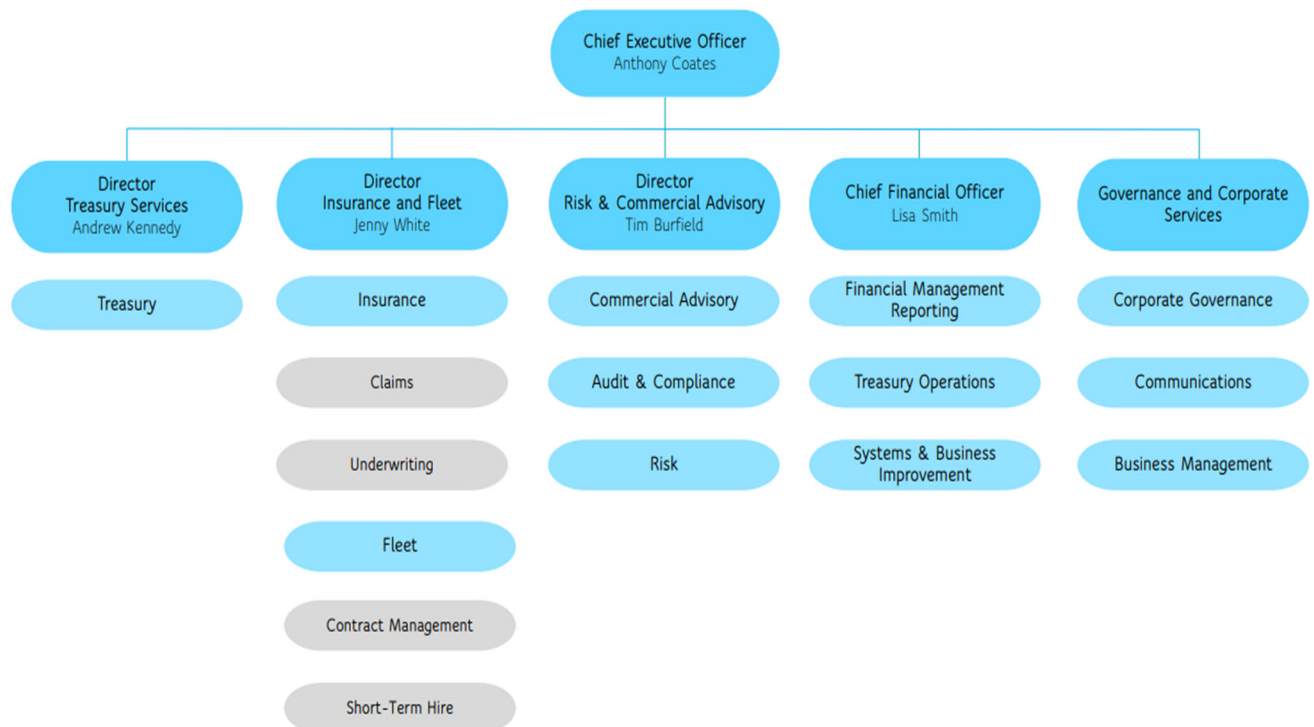 Chief Executive Officer
Anthony Coates
Director
Treasury Services
Andrew Kennedy
Treasury
Director
Insurance and Fleet
Jenny White
Insurance
Claims
Underwriting
Fleet
Contract Management
Short-Term Hire
Director
Risk & Commercial Advisory
Tim Burfield
Commercial Advisory
Audit & Compliance
Risk
Chief Financial Officer
Lisa Smith
Financial Management
Reporting
Treasury Operations
Systems & Business
Improvement
Governance and Corporate
Services
Corporate Governance
Communications
Business Management